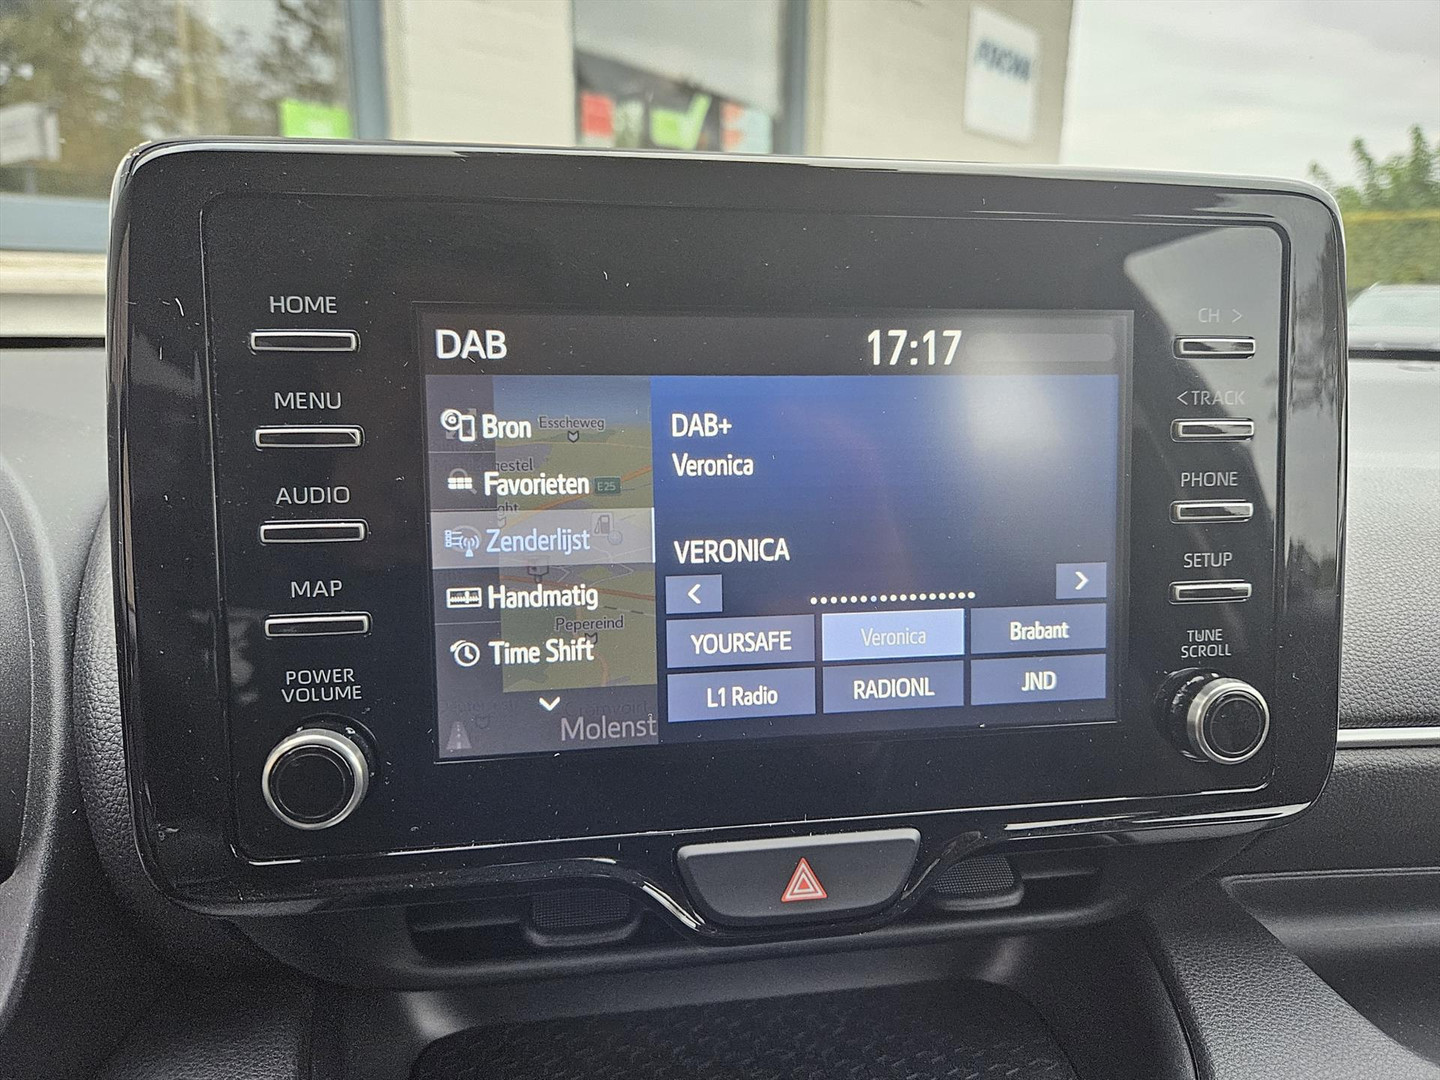 HOME
MENU
AUDIO
MAP
POWER
VOLUME
DAB
17:17
Bron
Esscheweg
Favorieten
E25
Zenderlijst
Handmatig
Pepereind
Time Shift
Molenst
DAB+
Veronica
VERONICA
<
>
YOURSAFE
Veronica
Brabant
L1 Radio
RADIONL
JND
CH >
< TRACK
PHONE
SETUP
TUNE
SCROLL